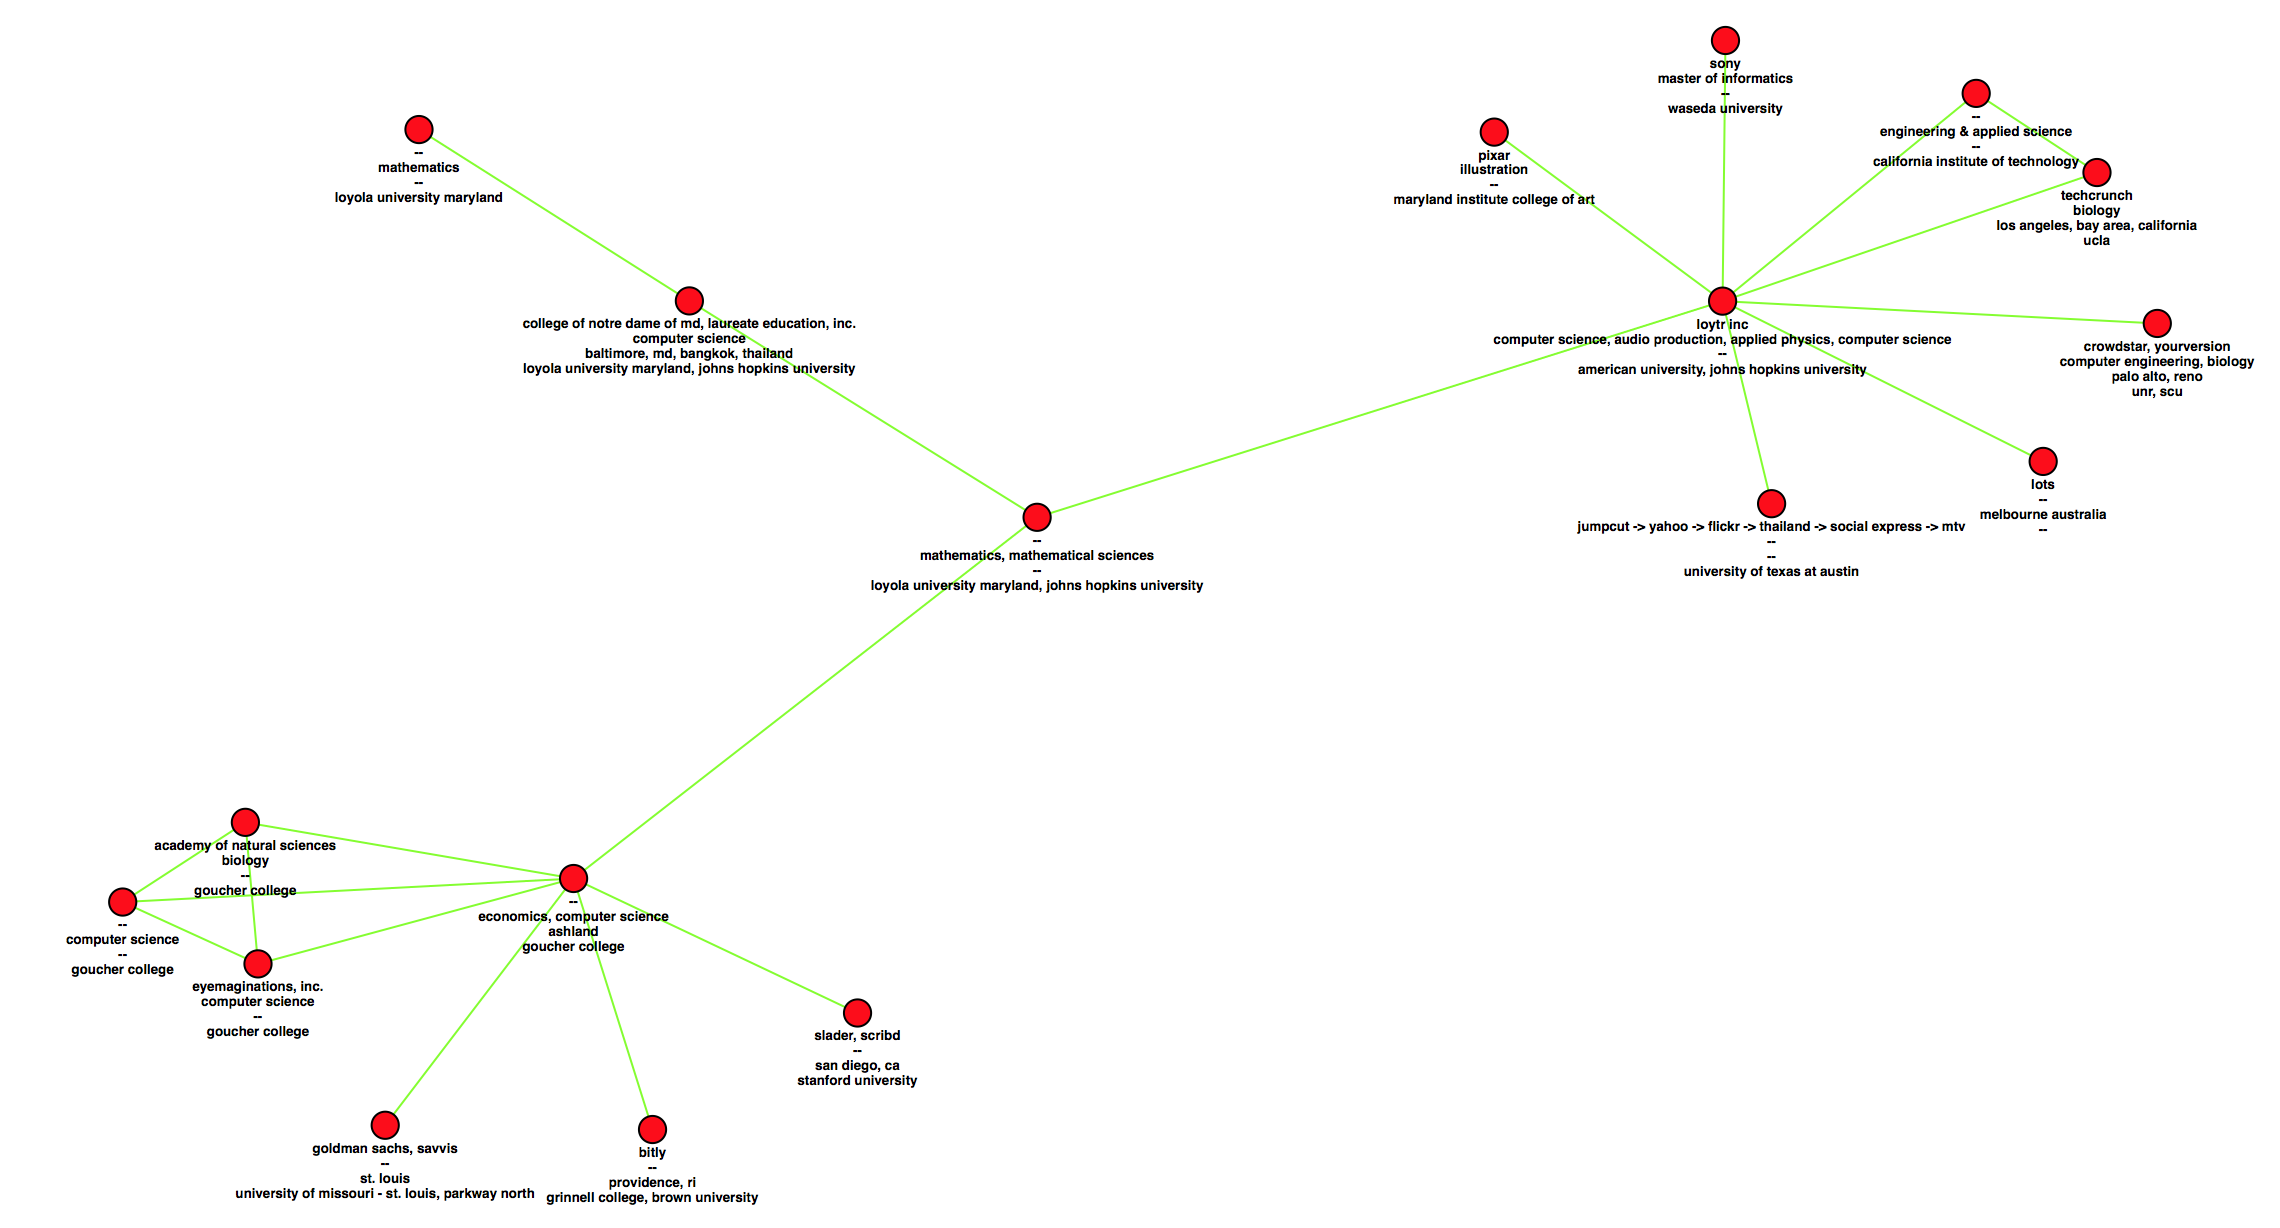 sony
master of informatics
--
waseda university
--
engineering & applied science
--
california institute of technology
--
mathematics
--
loyola university maryland
pixar
illustration
--
maryland institute college of art
techcrunch
biology
los angeles, bay area, california
ucla
college of notre dame of md, laureate education, inc.
computer science
baltimore, md, bangkok, thailand
loyola university maryland, johns hopkins university
loytr inc
computer science, audio production, applied physics, computer science
--
american university, johns hopkins university
crowdstar, yourversion
computer engineering, biology
palo alto, reno
unr, scu
lots
--
melbourne australia
--
jumpcut -> yahoo -> flickr -> thailand -> social express -> mtv
--
--
university of texas at austin
--
mathematics, mathematical sciences
--
loyola university maryland, johns hopkins university
academy of natural sciences
biology
--
goucher college
--
economics, computer science
ashland
goucher college
--
computer science
--
goucher college
eyemaginations, inc.
computer science
--
goucher college
slader, scribd
--
san diego, ca
stanford university
goldman sachs, savvis
--
st. louis
university of missouri - st. louis, parkway north
bitly
--
providence, ri
grinnell college, brown university